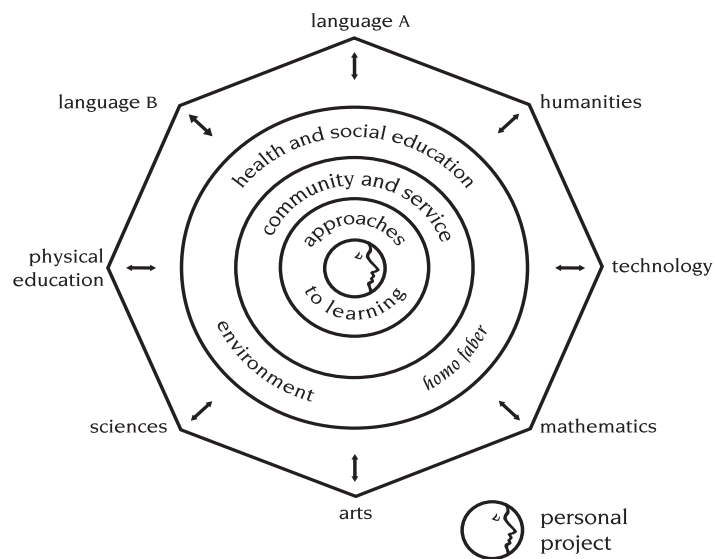 language A
language B
humanities
health and social education
community and service
approaches
to learning
physical
education
technology
environment
homo faber
sciences
mathematics
arts
personal
project